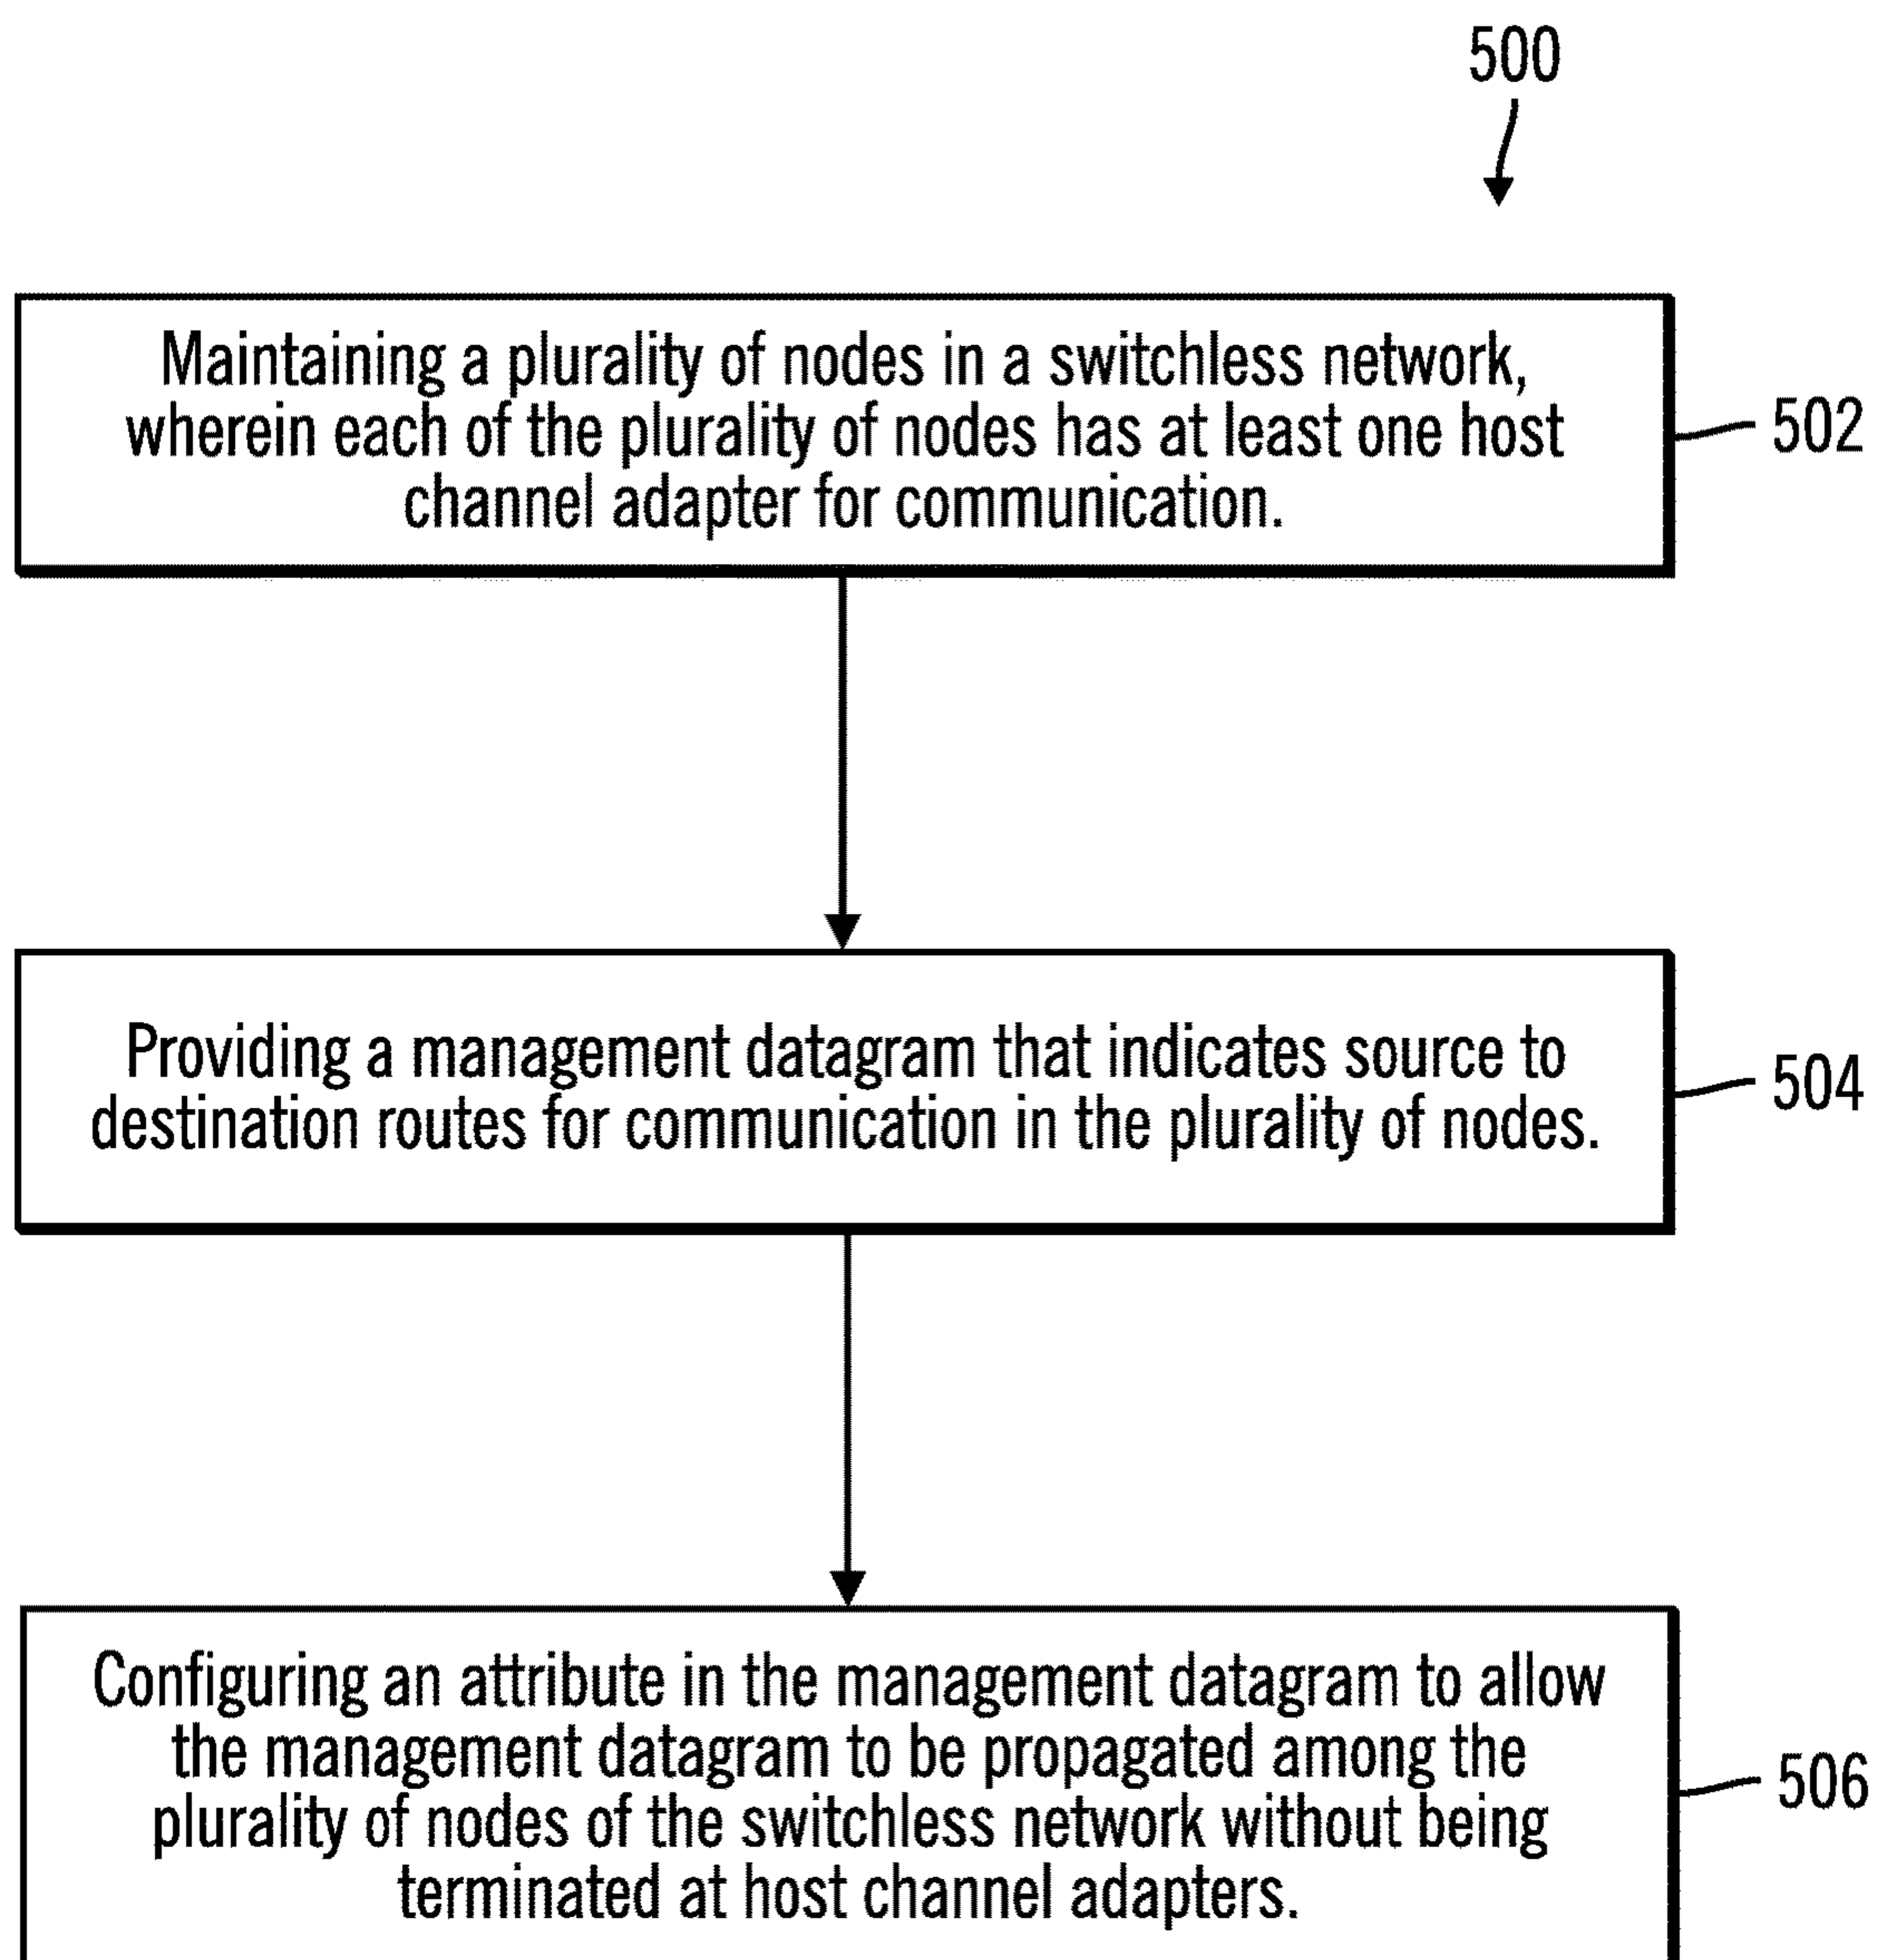 500
Maintaining a plurality of nodes in a switchless network,
wherein each of the plurality of nodes has at least one host
channel adapter for communication.
502
Providing a management datagram that indicates source to
destination routes for communication in the plurality of nodes.
504
Configuring an attribute in the management datagram to allow
the management datagram to be propagated among the
plurality of nodes of the switchless network without being
terminated at host channel adapters.
506